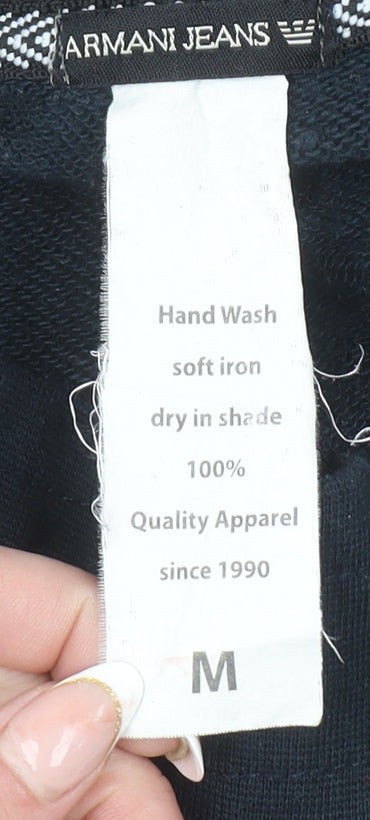 ARMANI JEANS
Hand Wash
soft iron
dry in shade
100%
Quality Apparel
since 1990
M